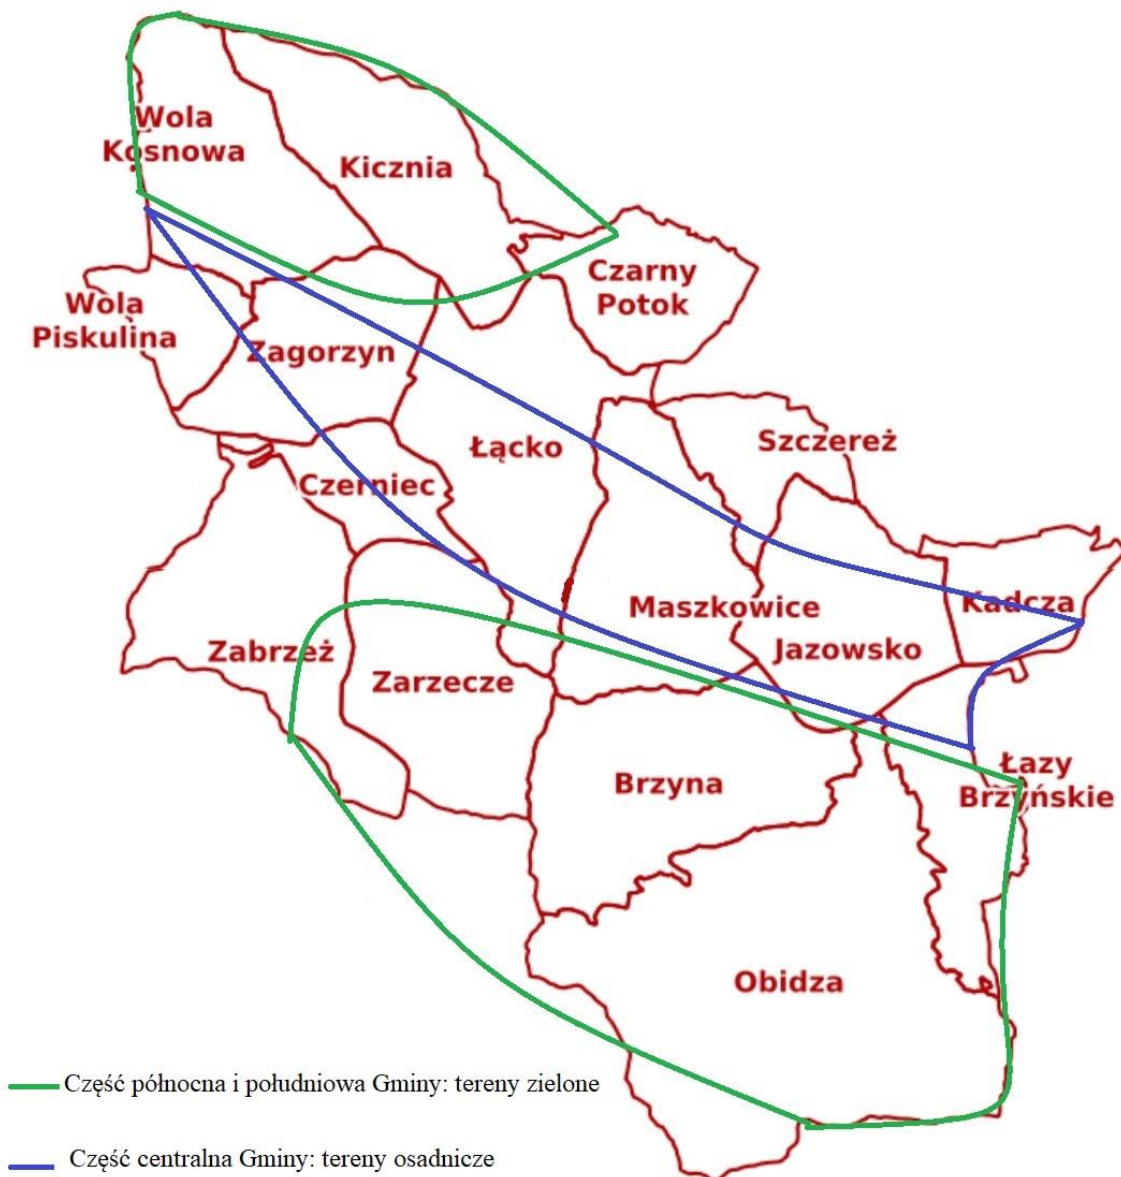 Wola
Kosnowa
Kicznia
Czarny
Potok
Wola
Piskulina
Zagorzyn
Łącko
Szczereż
Czerniec
Maszkowice
Kadcza
Zabrzeż
Jazowsko
Zarzecze
Brzyna
Łazy
Brzyńskie
Obidza
Część północna i południowa Gminy: tereny zielone
Część centralna Gminy: tereny osadnicze